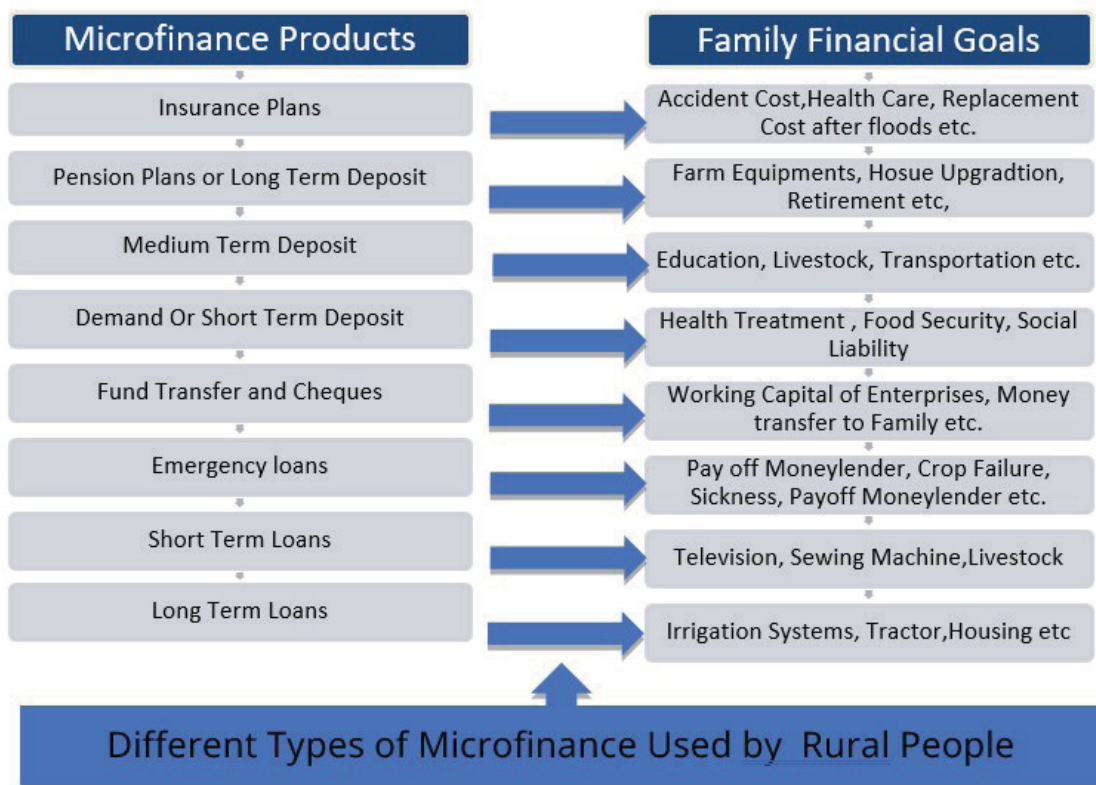 Microfinance Products
Insurance Plans
Pension Plans or Long Term Deposit
Medium Term Deposit
Demand Or Short Term Deposit
Fund Transfer and Cheques
Emergency loans
Short Term Loans
Long Term Loans
Family Financial Goals
Accident Cost,Health Care, Replacement
Cost after floods etc.
Farm Equipments, Hosue Upgradtion,
Retirement etc,
Education, Livestock, Transportation etc.
Health Treatment , Food Security, Social
Liability
Working Capital of Enterprises, Money
transfer to Family etc.
Pay off Moneylender, Crop Failure,
Sickness, Payoff Moneylender etc.
Television, Sewing Machine,Livestock
Irrigation Systems, Tractor,Housing etc
Different Types of Microfinance Used by Rural People